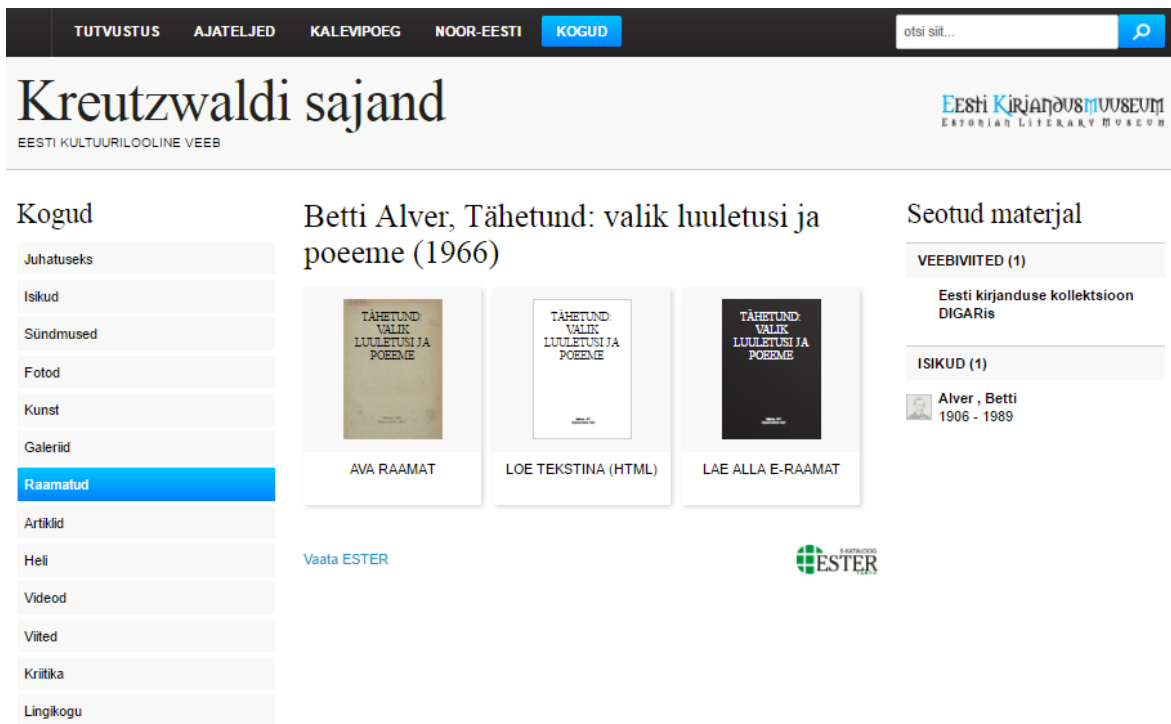 TUTVUSTUS AJATELJED KALEVIPOEG NOOR-EESTI KOGUD otsi siit...
Kreutzwaldi sajand
EESTI KULTUURILOOLINE VEEB
EESTI KIRJANDUSMUUSEUM
ESTONIAN LITERARY MUSEUM
Kogud
Juhatuseks
Isikud
Sündmused
Fotod
Kunst
Galeriid
Raamatud
Artiklid
Heli
Videod
Viited
Kriitika
Lingikogu
Betti Alver, Tähetund: valik luuletusi ja
poeeme (1966)
TÄHETUND:
VALIK
LUULETUSI JA
POEEME
AVA RAAMAT
TÄHETUND:
VALIK
LUULETUSI JA
POEEME
LOE TEKSTINA (HTML)
TÄHETUND:
VALIK
LUULETUSI JA
POEEME
LAE ALLA E-RAAMAT
Vaata ESTER
E-KATALOOG
ESTER
Seotud materjal
VEEBIVIITED (1)
Eesti kirjanduse kollektsioon
DIGARis
ISIKUD (1)
Alver , Betti
1906 - 1989